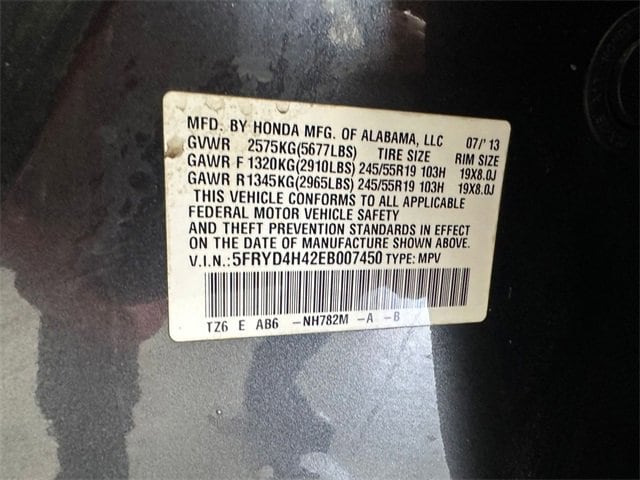 MFD. BY HONDA MFG. OF ALABAMA, LLC 07/'13
GVWR 2575KG(5677LBS) TIRE SIZE RIM SIZE
GAWR F 1320KG(2910LBS) 245/55R19 103H 19X8.0J
GAWR R1345KG(2965LBS) 245/55R19 103H 19X8.0J
THIS VEHICLE CONFORMS TO ALL APPLICABLE
FEDERAL MOTOR VEHICLE SAFETY
AND THEFT PREVENTION STANDARDS IN EFFECT
ON THE DATE OF MANUFACTURE SHOWN ABOVE.
V.I.N.:5FRYD4H42EB007450 TYPE: MPV
TZ6 E AB6 -NH782M -A -B